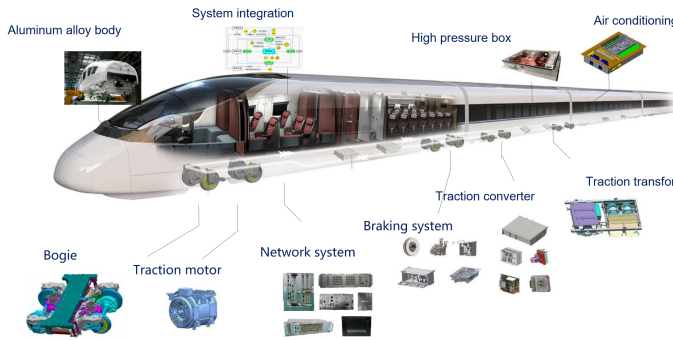 System integration
Aluminum alloy body
High pressure box
Air conditioning
Traction converter
Traction transfor
Braking system
Network system
Bogie
Traction motor